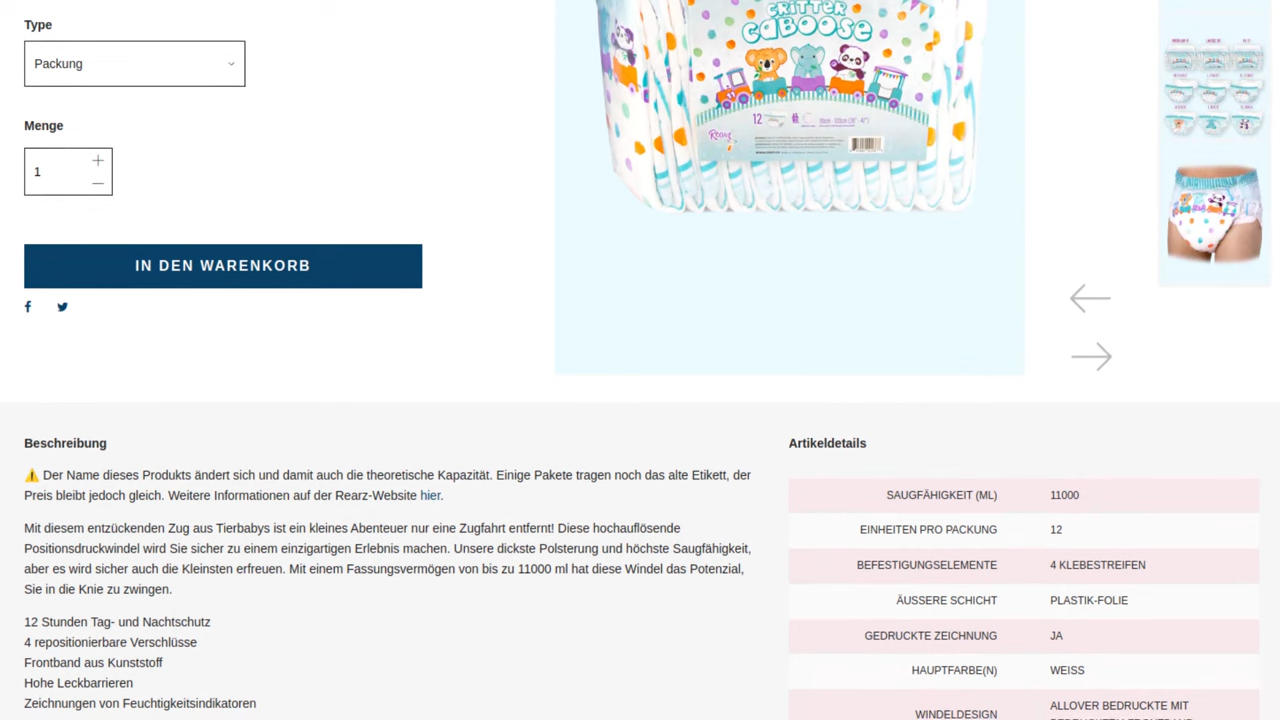 Type
Packung
Menge
1
IN DEN WARENKORB
CRITTER
CABOOSE
12
Rearz
Beschreibung
⚠️ Der Name dieses Produkts ändert sich und damit auch die theoretische Kapazität. Einige Pakete tragen noch das alte Etikett, der
Preis bleibt jedoch gleich. Weitere Informationen auf der Rearz-Website hier.
Mit diesem entzückenden Zug aus Tierbabys ist ein kleines Abenteuer nur eine Zugfahrt entfernt! Diese hochauflösende
Positionsdruckwindel wird Sie sicher zu einem einzigartigen Erlebnis machen. Unsere dickste Polsterung und höchste Saugfähigkeit,
aber es wird sicher auch die Kleinsten erfreuen. Mit einem Fassungsvermögen von bis zu 11000 ml hat diese Windel das Potenzial,
Sie in die Knie zu zwingen.
12 Stunden Tag- und Nachtschutz
4 repositionierbare Verschlüsse
Frontband aus Kunststoff
Hohe Leckbarrieren
Zeichnungen von Feuchtigkeitsindikatoren
Artikeldetails
SAUGFÄHIGKEIT (ML) 11000
EINHEITEN PRO PACKUNG 12
BEFESTIGUNGSELEMENTE 4 KLEBESTREIFEN
ÄUSSERE SCHICHT PLASTIK-FOLIE
GEDRUCKTE ZEICHNUNG JA
HAUPTFARBE(N) WEISS
WINDELDESIGN ALLOVER BEDRUCKTE MIT